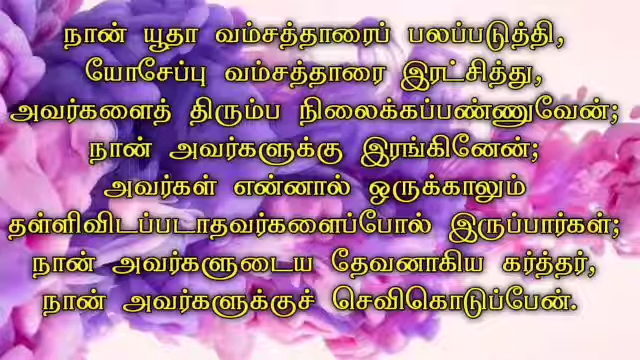 நான் யூதா வம்சத்தாரைப் பலப்படுத்தி,
யோசேப்பு வம்சத்தாரை இரட்சித்து,
அவர்களைத் திரும்ப நிலைக்கப்பண்ணுவேன்;
நான் அவர்களுக்கு இரங்கினேன்;
அவர்கள் என்னால் ஒருக்காலும்
தள்ளிவிடப்படாதவர்களைப்போல் இருப்பார்கள்;
நான் அவர்களுடைய தேவனாகிய கர்த்தர்,
நான் அவர்களுக்குச் செவிகொடுப்பேன்.